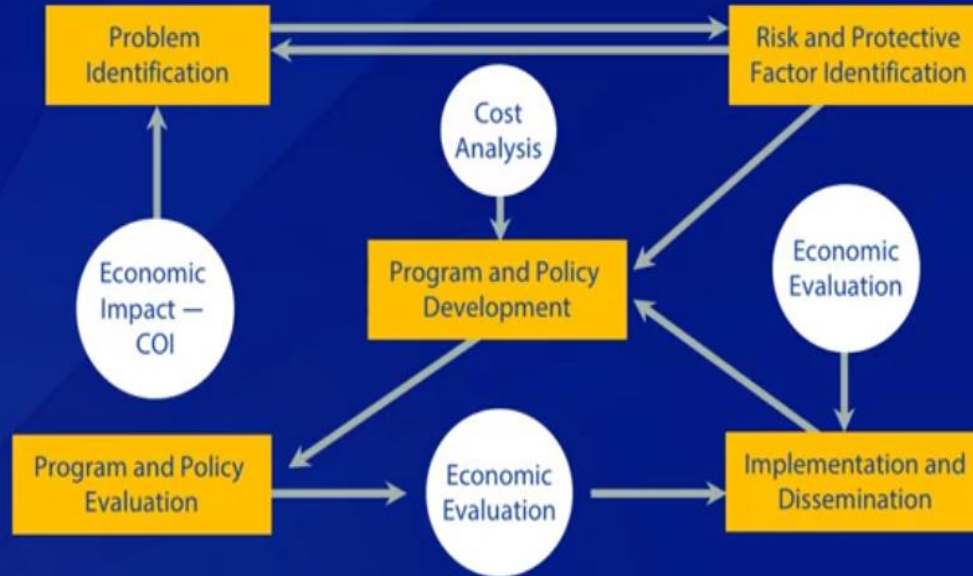 Problem
Identification
Risk and Protective
Factor Identification
Cost
Analysis
Economic
Impact —
COI
Program and Policy
Development
Economic
Evaluation
Program and Policy
Evaluation
Economic
Evaluation
Implementation and
Dissemination